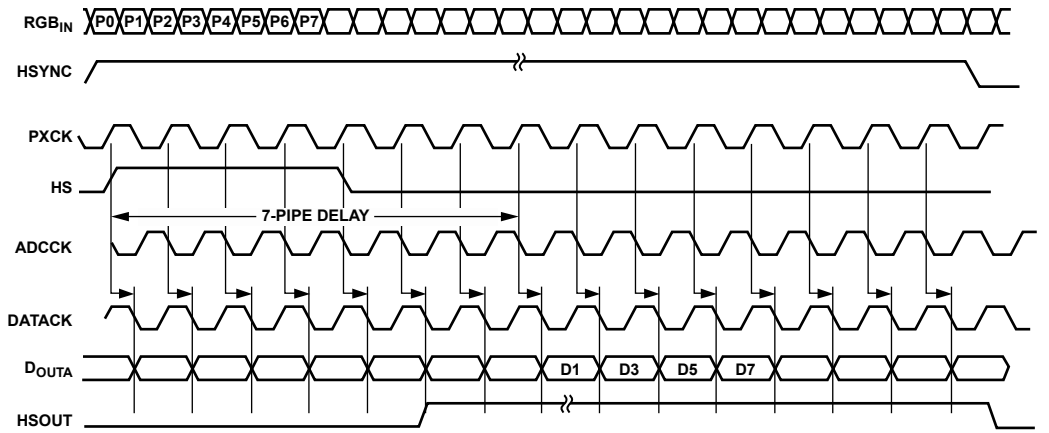 RGBIN P0 P1 P2 P3 P4 P5 P6 P7
HSYNC
PXCK
HS
7-PIPE DELAY
ADCCK
DATACK
DOUTA D1 D3 D5 D7
HSOUT